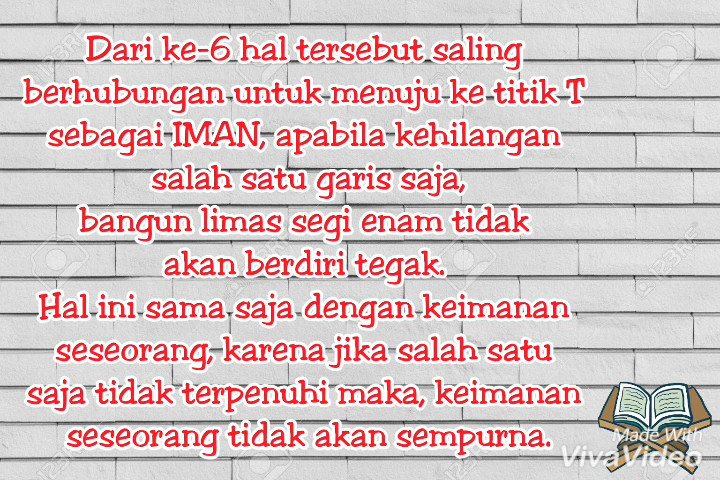 Dari ke-6 hal tersebut saling
berhubungan untuk menuju ke titik T
sebagai IMAN, apabila kehilangan
salah satu garis saja,
bangun limas segi enam tidak
akan berdiri tegak.
Hal ini sama saja dengan keimanan
seseorang, karena jika salah satu
saja tidak terpenuhi maka, keimanan
seseorang tidak akan sempurna.
Made With
VivaVideo